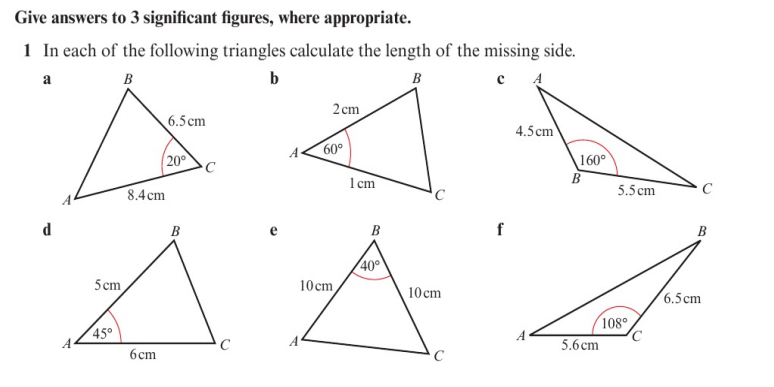 Give answers to 3 significant figures, where appropriate.
1 In each of the following triangles calculate the length of the missing side.
a
B
6.5 cm
20°
C
A
8.4 cm
b
B
2 cm
A
60°
1 cm
C
c
A
4.5 cm
160°
B
5.5 cm
C
d
B
5 cm
45°
A
6 cm
C
e
B
40°
10 cm
10 cm
A
C
f
B
6.5 cm
108°
A
C
5.6 cm